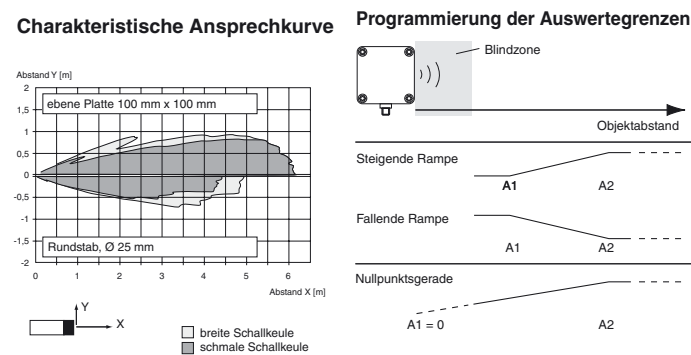 Charakteristische Ansprechkurve
Abstand Y [m]
2
1,5
1
0,5
0
-0,5
-1
-1,5
-2
ebene Platte 100 mm x 100 mm
Rundstab, Ø 25 mm
0 1 2 3 4 5 6
Abstand X [m]
Y
X
breite Schallkeule
schmale Schallkeule
Programmierung der Auswertegrenzen
Blindzone
Objektabstand
Steigende Rampe
A1 A2
Fallende Rampe
A1 A2
Nullpunktsgerade
A1 = 0 A2